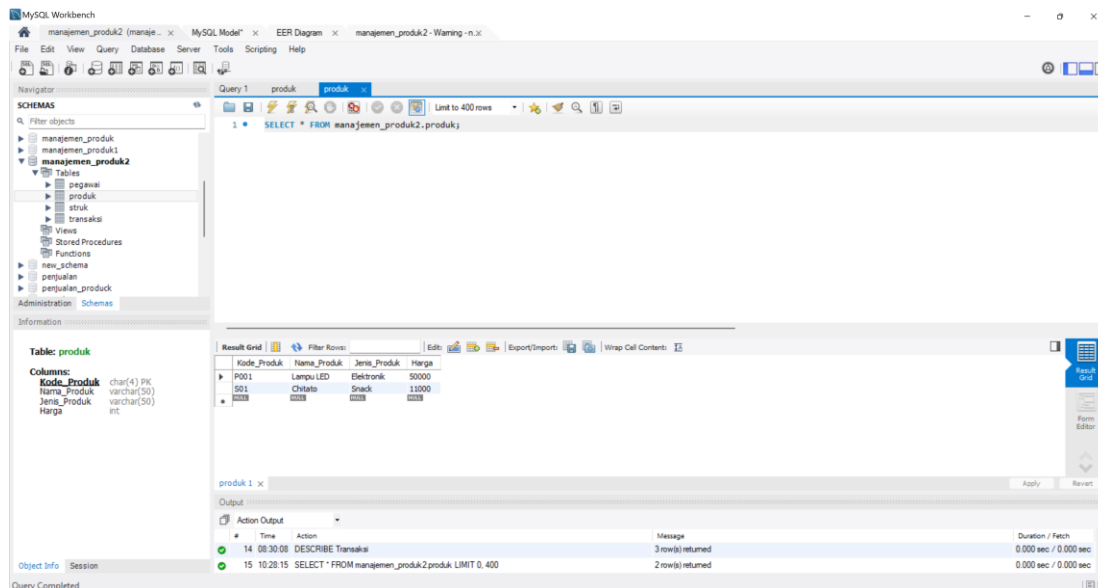 MySQL Workbench
manajemen_produk2 (manaje... x MySQL Model* x EER Diagram x manajemen_produk2 - Warning - n... x
File Edit View Query Database Server Tools Scripting Help
Navigator
SCHEMAS
Filter objects
manajemen_produk
manajemen_produk1
manajemen_produk2
Tables
pegawai
produk
struk
transaksi
Views
Stored Procedures
Functions
new_schema
penjualan
penjualan_produck
Administration Schemas
Information
Table: produk
Columns:
Kode_Produk char(4) PK
Nama_Produk varchar(50)
Jenis_Produk varchar(50)
Harga int
Object Info Session
Query 1 produk produk x
Limit to 400 rows
1 SELECT * FROM manajemen_produk2.produk;
Result Grid Filter Rows: Edit: Export/Import: Wrap Cell Content:
Kode_Produk Nama_Produk Jenis_Produk Harga
P001 Lampu LED Elektronik 50000
S01 Chitato Snack 11000
NULL NULL NULL NULL
Result
Grid
Form
Editor
produk 1 x Apply Revert
Output
Action Output
# Time Action Message Duration / Fetch
14 08:30:08 DESCRIBE Transaksi 3 row(s) returned 0.000 sec / 0.000 sec
15 10:28:15 SELECT * FROM manajemen_produk2.produk LIMIT 0, 400 2 row(s) returned 0.000 sec / 0.000 sec
Query Completed